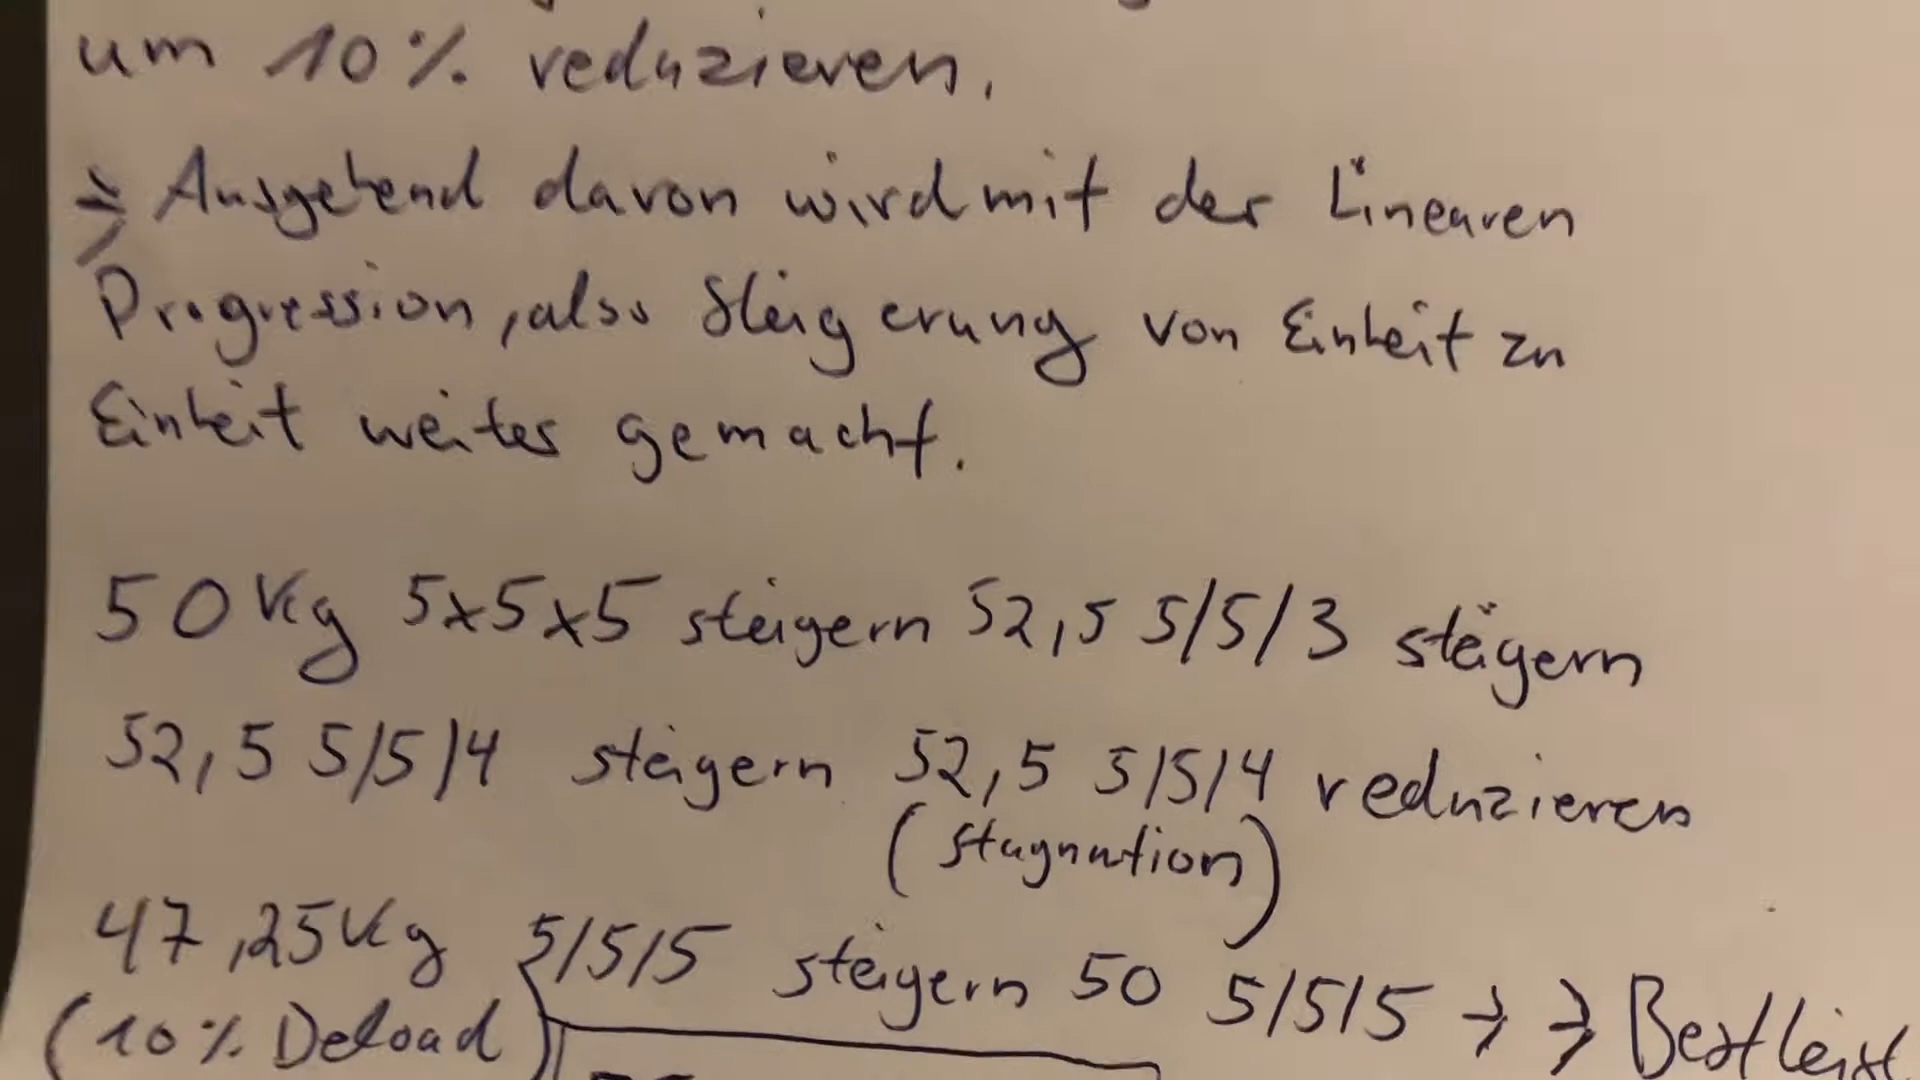 um 10% reduzieren.
→ Ausgehend davon wird mit der Linearen
Progression, also Steigerung von Einheit zu
Einheit weiter gemacht.
50 Kg 5x5x5 steigern 52,5 5/5/3 steigern
52,5 5/5/4 steigern 52,5 5/5/4 reduzieren
(Stagnation)
47,25Kg 5/5/5 steigern 50 5/5/5 → → Bestleist
(10% Deload)